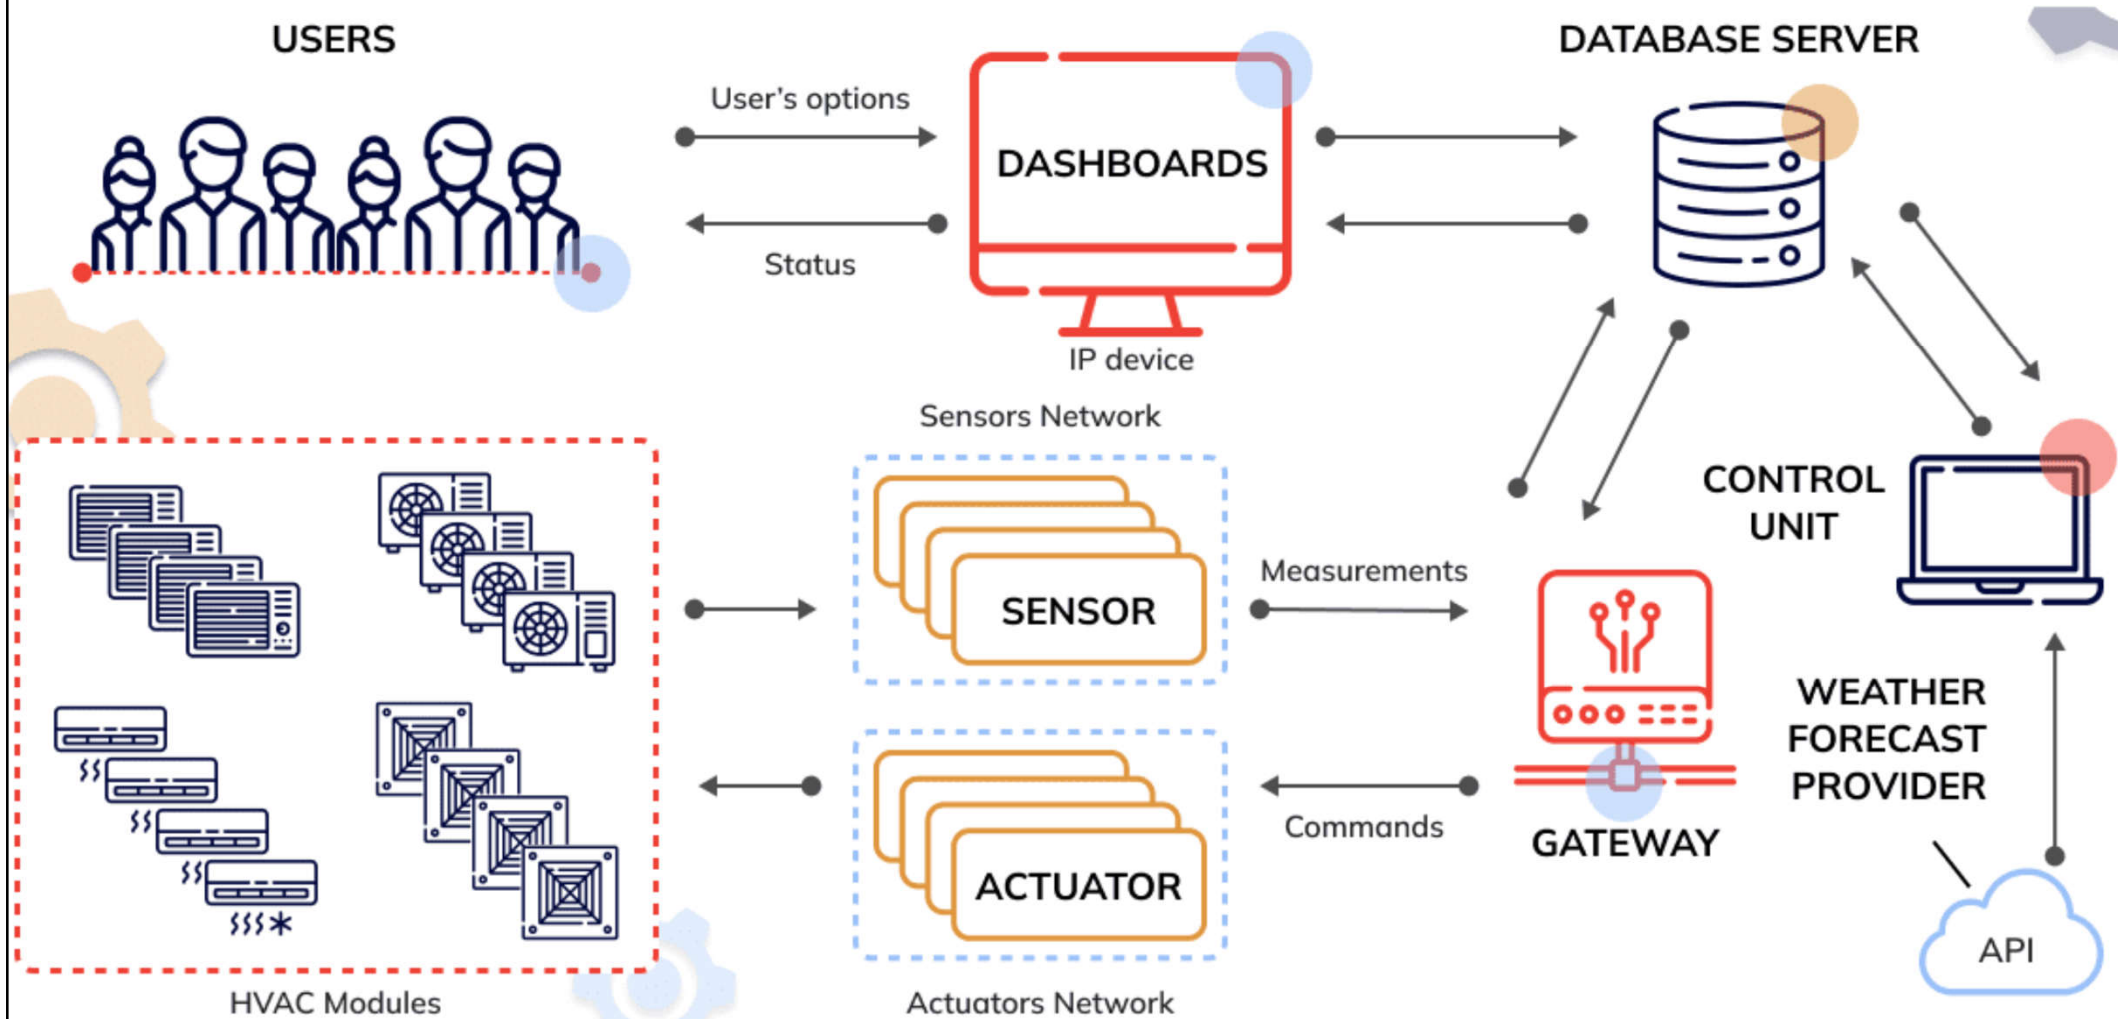 USERS
DATABASE SERVER
User's options
DASHBOARDS
Status
IP device
Sensors Network
CONTROL
UNIT
Measurements
SENSOR
WEATHER
FORECAST
PROVIDER
Commands
GATEWAY
ACTUATOR
API
HVAC Modules
Actuators Network